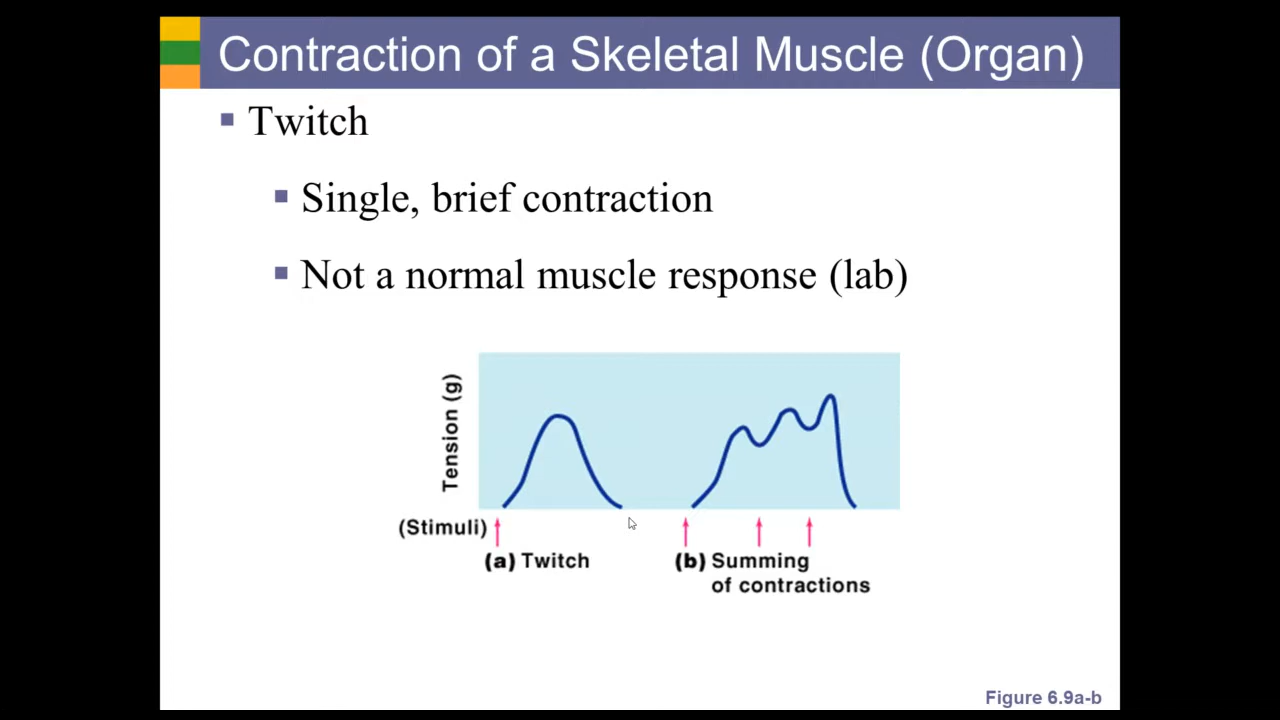 Contraction of a Skeletal Muscle (Organ)
Twitch
Single, brief contraction
Not a normal muscle response (lab)
Tension (g)
(Stimuli)
(a) Twitch
(b) Summing
of contractions
Figure 6.9a-b